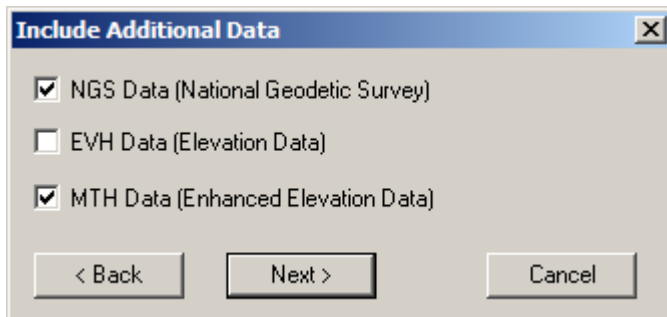 Include Additional Data
NGS Data (National Geodetic Survey)
EVH Data (Elevation Data)
MTH Data (Enhanced Elevation Data)
< Back Next > Cancel